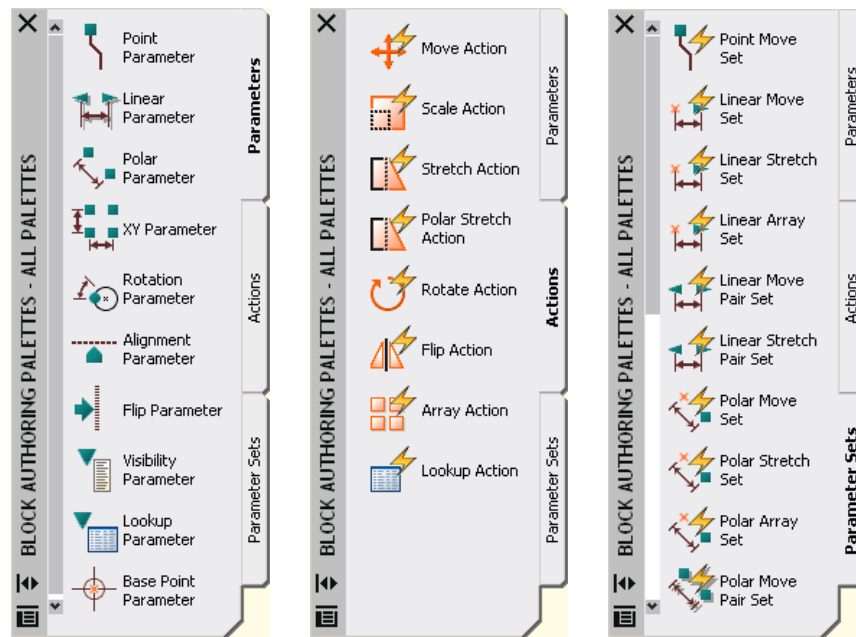 BLOCK AUTHORING PALETTES - ALL PALETTES
Point
Parameter
Linear
Parameter
Polar
Parameter
XY Parameter
Rotation
Parameter
Alignment
Parameter
Flip Parameter
Visibility
Parameter
Lookup
Parameter
Base Point
Parameter
Parameters
Actions
Parameter Sets
BLOCK AUTHORING PALETTES - ALL PALETTES
Move Action
Scale Action
Stretch Action
Polar Stretch
Action
Rotate Action
Flip Action
Array Action
Lookup Action
Parameters
Actions
Parameter Sets
BLOCK AUTHORING PALETTES - ALL PALETTES
Point Move
Set
Linear Move
Set
Linear Stretch
Set
Linear Array
Set
Linear Move
Pair Set
Linear Stretch
Pair Set
Polar Move
Set
Polar Stretch
Set
Polar Array
Set
Polar Move
Pair Set
Parameters
Actions
Parameter Sets